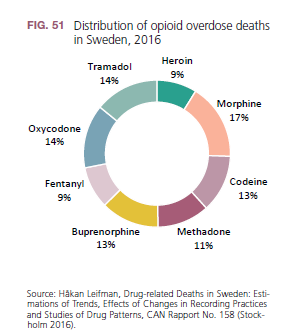 FIG. 51 Distribution of opioid overdose deaths
in Sweden, 2016
Heroin
9%
Morphine
17%
Codeine
13%
Methadone
11%
Buprenorphine
13%
Fentanyl
9%
Oxycodone
14%
Tramadol
14%
Source: Håkan Leifman, Drug-related Deaths in Sweden: Esti-
mations of Trends, Effects of Changes in Recording Practices
and Studies of Drug Patterns, CAN Rapport No. 158 (Stock-
holm 2016).